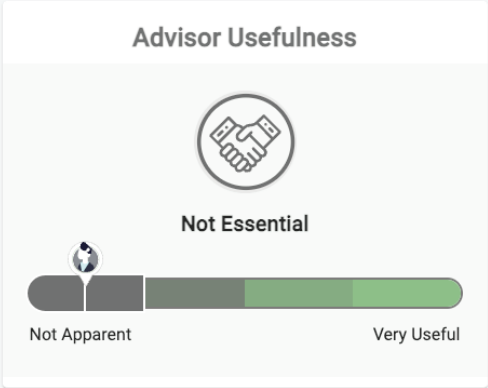 Advisor Usefulness
Not Essential
Not Apparent
Very Useful